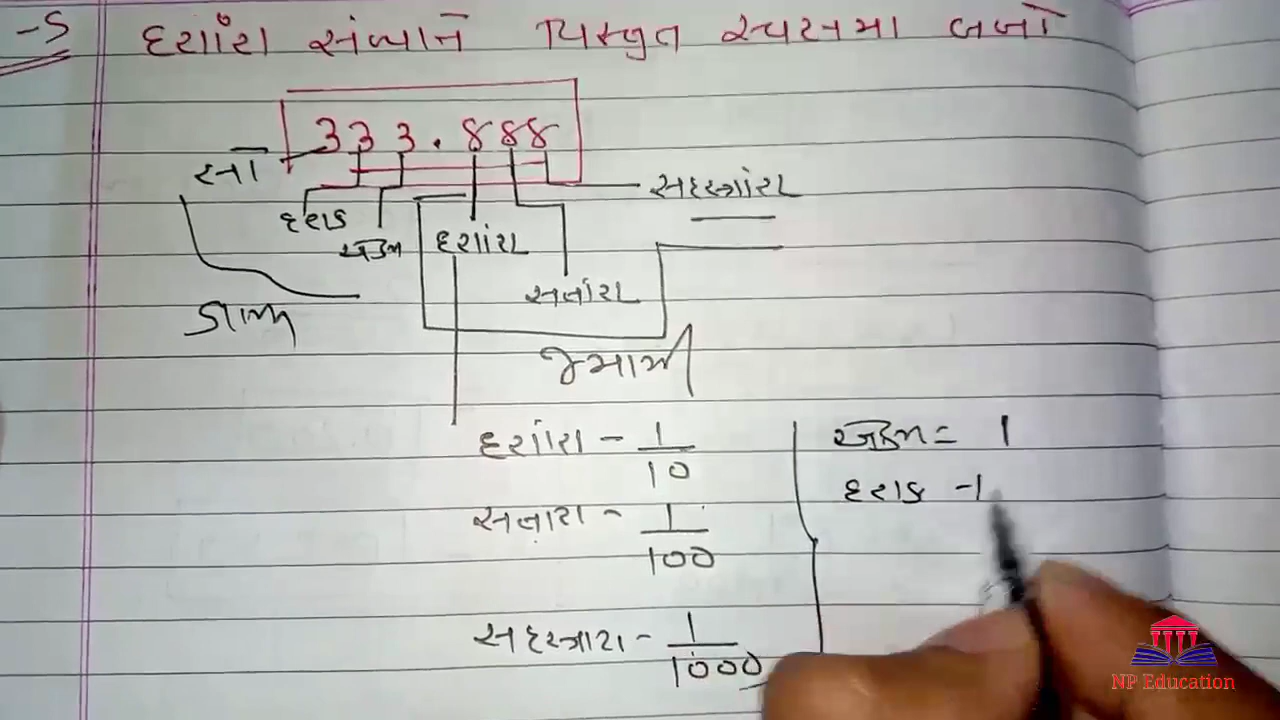 -5 દશાંશ સંખ્યાને વિસ્તૃત સ્વરૂપમા લખો
333.888
સો
સહસ્ત્રાંશ
દશક
એકમ દશાંશ
શતાંશ
ડાબી
જમણી
દશાંશ - 1/10
એકમ = 1
દશક - 1
શતાશ - 1/100
સહસ્ત્રાશ - 1/1000
NP Education